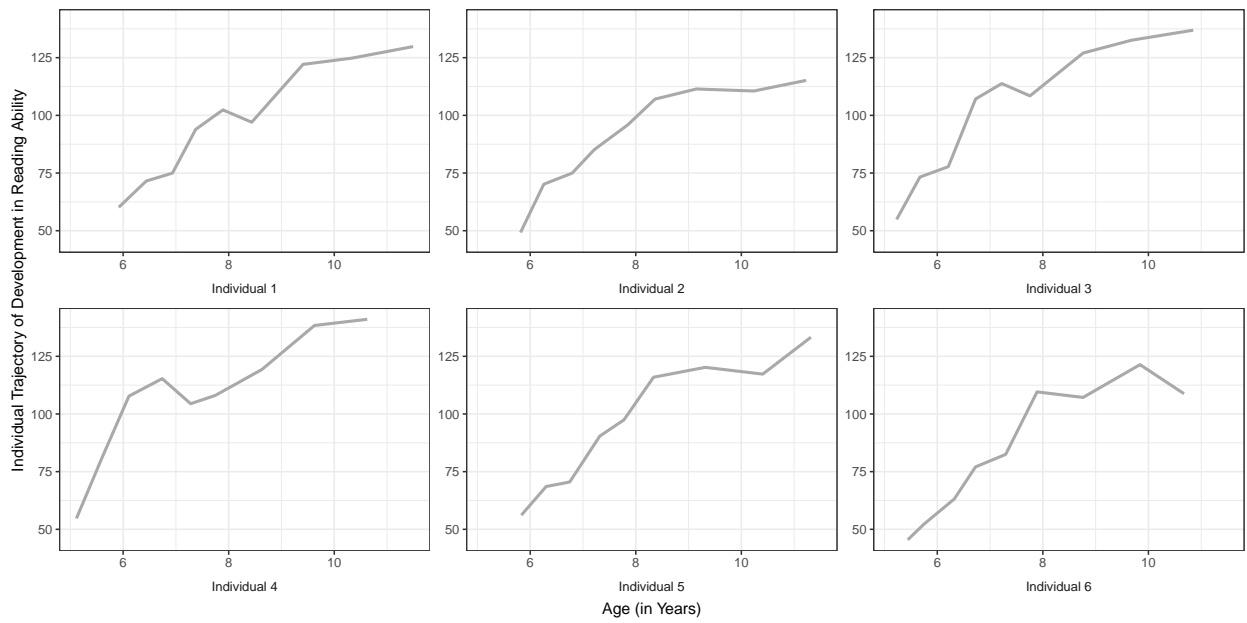 Individual Trajectory of Development in Reading Ability
125
100
75
50
6 8 10
Individual 1
125
100
75
50
6 8 10
Individual 2
125
100
75
50
6 8 10
Individual 3
125
100
75
50
6 8 10
Individual 4
125
100
75
50
6 8 10
Individual 5
125
100
75
50
6 8 10
Individual 6
Age (in Years)